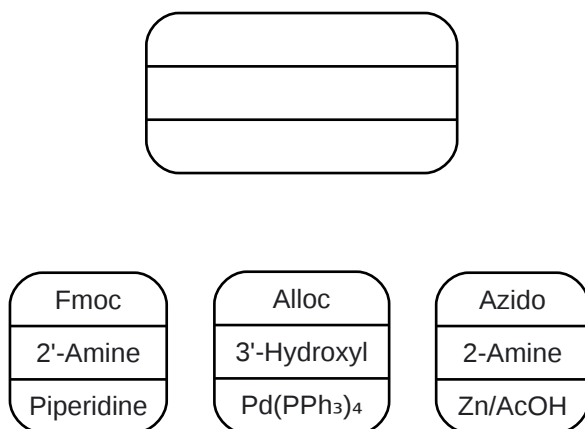 Fmoc
2'-Amine
Piperidine
Alloc
3'-Hydroxyl
Pd(PPh₃)₄
Azido
2-Amine
Zn/AcOH